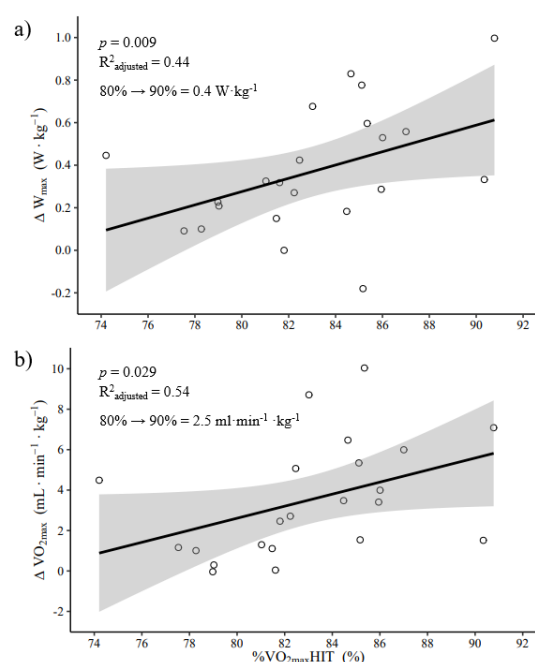 a)
p = 0.009
R²adjusted = 0.44
80% → 90% = 0.4 W·kg⁻¹
Δ Wmax (W · kg⁻¹)
1.0
0.8
0.6
0.4
0.2
0.0
-0.2
74 76 78 80 82 84 86 88 90 92
b)
p = 0.029
R²adjusted = 0.54
80% → 90% = 2.5 ml·min⁻¹ ·kg⁻¹)
Δ VO₂max (mL · min⁻¹ · kg⁻¹)
10
8
6
4
2
0
-2
74 76 78 80 82 84 86 88 90 92
%VO₂maxHIT (%)